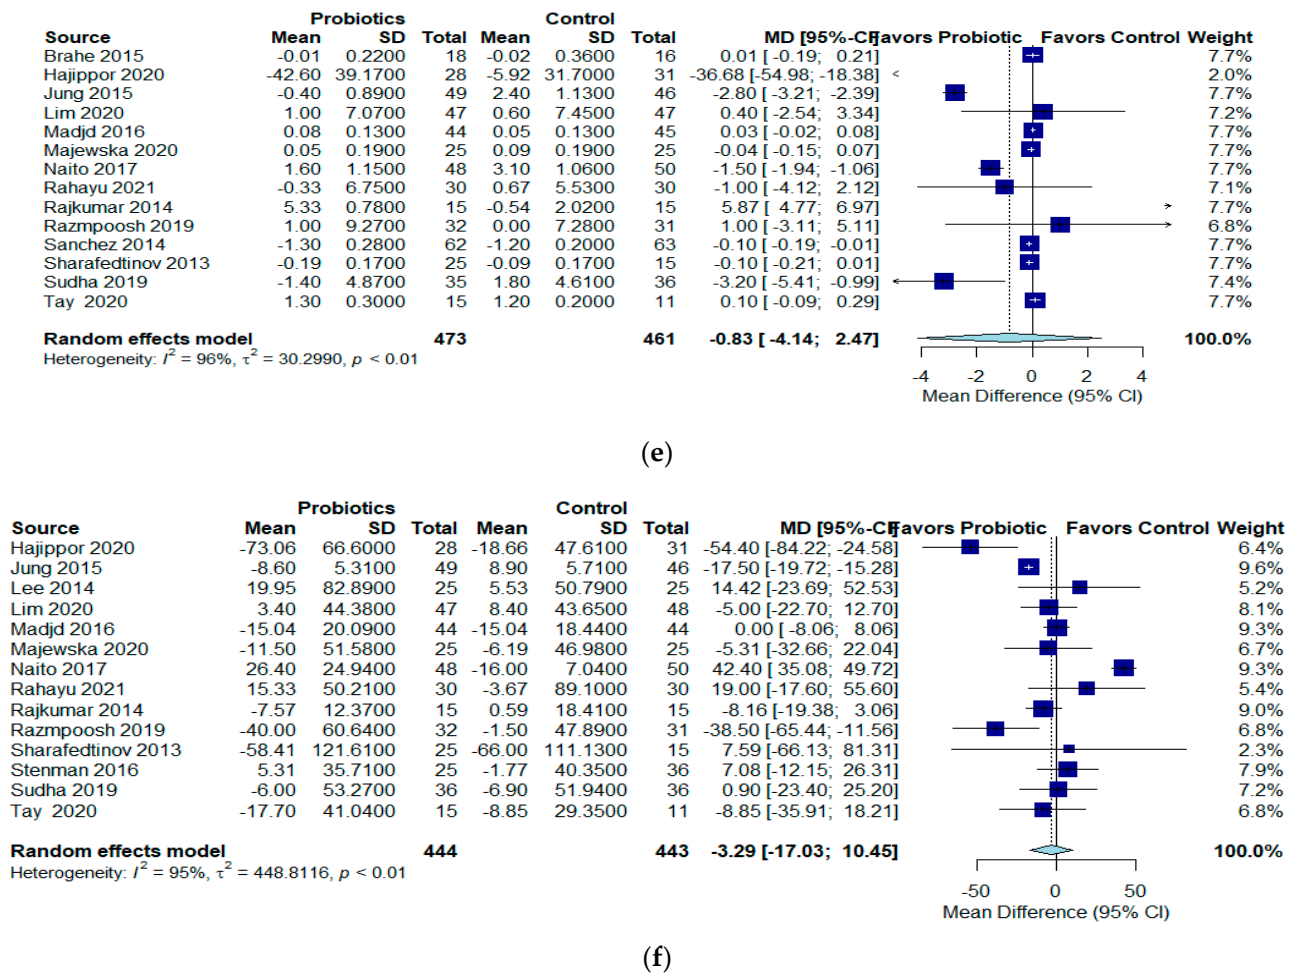 Probiotics Control
Source Mean SD Total Mean SD Total MD [95%-CI] Favors Probiotic Favors Control Weight
Brahe 2015 -0.01 0.2200 18 -0.02 0.3600 16 0.01 [ -0.19; 0.21] 7.7%
Hajippor 2020 -42.60 39.1700 28 -5.92 31.7000 31 -36.68 [-54.98; -18.38] 2.0%
Jung 2015 -0.40 0.8900 49 2.40 1.1300 46 -2.80 [ -3.21; -2.39] 7.7%
Lim 2020 1.00 7.0700 47 0.60 7.4500 47 0.40 [ -2.54; 3.34] 7.2%
Madjd 2016 0.08 0.1300 44 0.05 0.1300 45 0.03 [ -0.02; 0.08] 7.7%
Majewska 2020 0.05 0.1900 25 0.09 0.1900 25 -0.04 [ -0.15; 0.07] 7.7%
Naito 2017 1.60 1.1500 48 3.10 1.0600 50 -1.50 [ -1.94; -1.06] 7.7%
Rahayu 2021 -0.33 6.7500 30 0.67 5.5300 30 -1.00 [ -4.12; 2.12] 7.1%
Rajkumar 2014 5.33 0.7800 15 -0.54 2.0200 15 5.87 [ 4.77; 6.97] 7.7%
Razmpoosh 2019 1.00 9.2700 32 0.00 7.2800 31 1.00 [ -3.11; 5.11] 6.8%
Sanchez 2014 -1.30 0.2800 62 -1.20 0.2000 63 -0.10 [ -0.19; -0.01] 7.7%
Sharafedtinov 2013 -0.19 0.1700 25 -0.09 0.1700 15 -0.10 [ -0.21; 0.01] 7.7%
Sudha 2019 -1.40 4.8700 35 1.80 4.6100 36 -3.20 [ -5.41; -0.99] 7.4%
Tay 2020 1.30 0.3000 15 1.20 0.2000 11 0.10 [ -0.09; 0.29] 7.7%
Random effects model 473 461 -0.83 [ -4.14; 2.47] 100.0%
Heterogeneity: I² = 96%, τ² = 30.2990, p < 0.01
-4 -2 0 2 4
Mean Difference (95% CI)
(e)
Probiotics Control
Source Mean SD Total Mean SD Total MD [95%-CI] Favors Probiotic Favors Control Weight
Hajippor 2020 -73.06 66.6000 28 -18.66 47.6100 31 -54.40 [-84.22; -24.58] 6.4%
Jung 2015 -8.60 5.3100 49 8.90 5.7100 46 -17.50 [-19.72; -15.28] 9.6%
Lee 2014 19.95 82.8900 25 5.53 50.7900 25 14.42 [-23.69; 52.53] 5.2%
Lim 2020 3.40 44.3800 47 8.40 43.6500 48 -5.00 [-22.70; 12.70] 8.1%
Madjd 2016 -15.04 20.0900 44 -15.04 18.4400 44 0.00 [ -8.06; 8.06] 9.3%
Majewska 2020 -11.50 51.5800 25 -6.19 46.9800 25 -5.31 [-32.66; 22.04] 6.7%
Naito 2017 26.40 24.9400 48 -16.00 7.0400 50 42.40 [ 35.08; 49.72] 9.3%
Rahayu 2021 15.33 50.2100 30 -3.67 89.1000 30 19.00 [-17.60; 55.60] 5.4%
Rajkumar 2014 -7.57 12.3700 15 0.59 18.4100 15 -8.16 [-19.38; 3.06] 9.0%
Razmpoosh 2019 -40.00 60.6400 32 -1.50 47.8900 31 -38.50 [-65.44; -11.56] 6.8%
Sharafedtinov 2013 -58.41 121.6100 25 -66.00 111.1300 15 7.59 [-66.13; 81.31] 2.3%
Stenman 2016 5.31 35.7100 25 -1.77 40.3500 36 7.08 [-12.15; 26.31] 7.9%
Sudha 2019 -6.00 53.2700 36 -6.90 51.9400 36 0.90 [-23.40; 25.20] 7.2%
Tay 2020 -17.70 41.0400 15 -8.85 29.3500 11 -8.85 [-35.91; 18.21] 6.8%
Random effects model 444 443 -3.29 [-17.03; 10.45] 100.0%
Heterogeneity: I² = 95%, τ² = 448.8116, p < 0.01
-50 0 50
Mean Difference (95% CI)
(f)